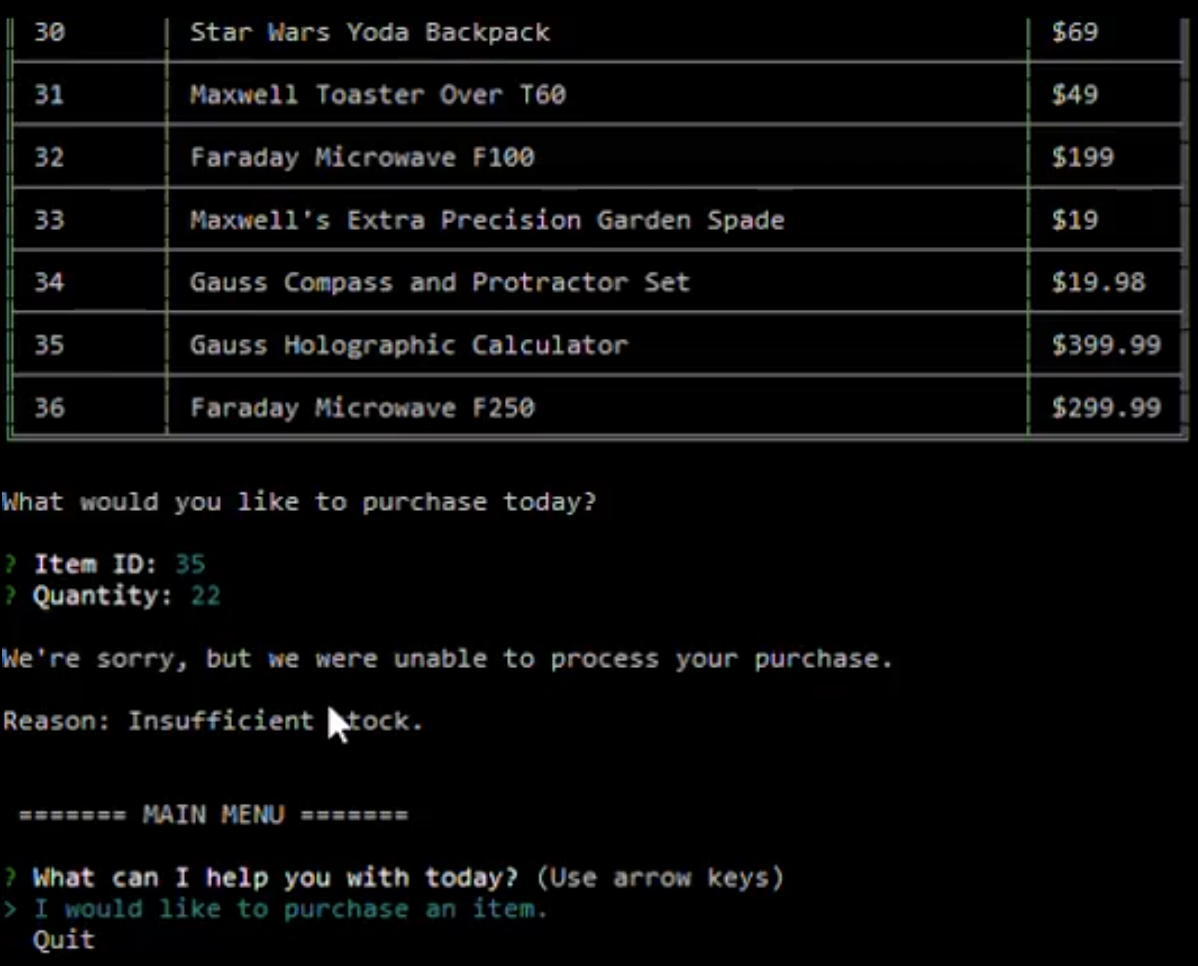 30 Star Wars Yoda Backpack $69
31 Maxwell Toaster Over T60 $49
32 Faraday Microwave F100 $199
33 Maxwell's Extra Precision Garden Spade $19
34 Gauss Compass and Protractor Set $19.98
35 Gauss Holographic Calculator $399.99
36 Faraday Microwave F250 $299.99
What would you like to purchase today?
? Item ID: 35
? Quantity: 22
We're sorry, but we were unable to process your purchase.
Reason: Insufficient stock.
======= MAIN MENU =======
? What can I help you with today? (Use arrow keys)
> I would like to purchase an item.
Quit